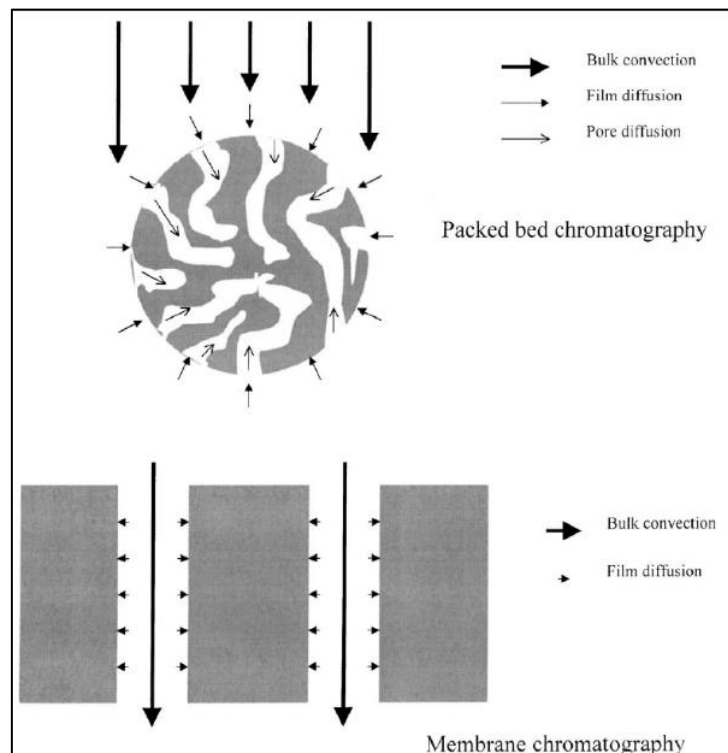 Bulk convection
Film diffusion
Pore diffusion
Packed bed chromatography
Bulk convection
Film diffusion
Membrane chromatography